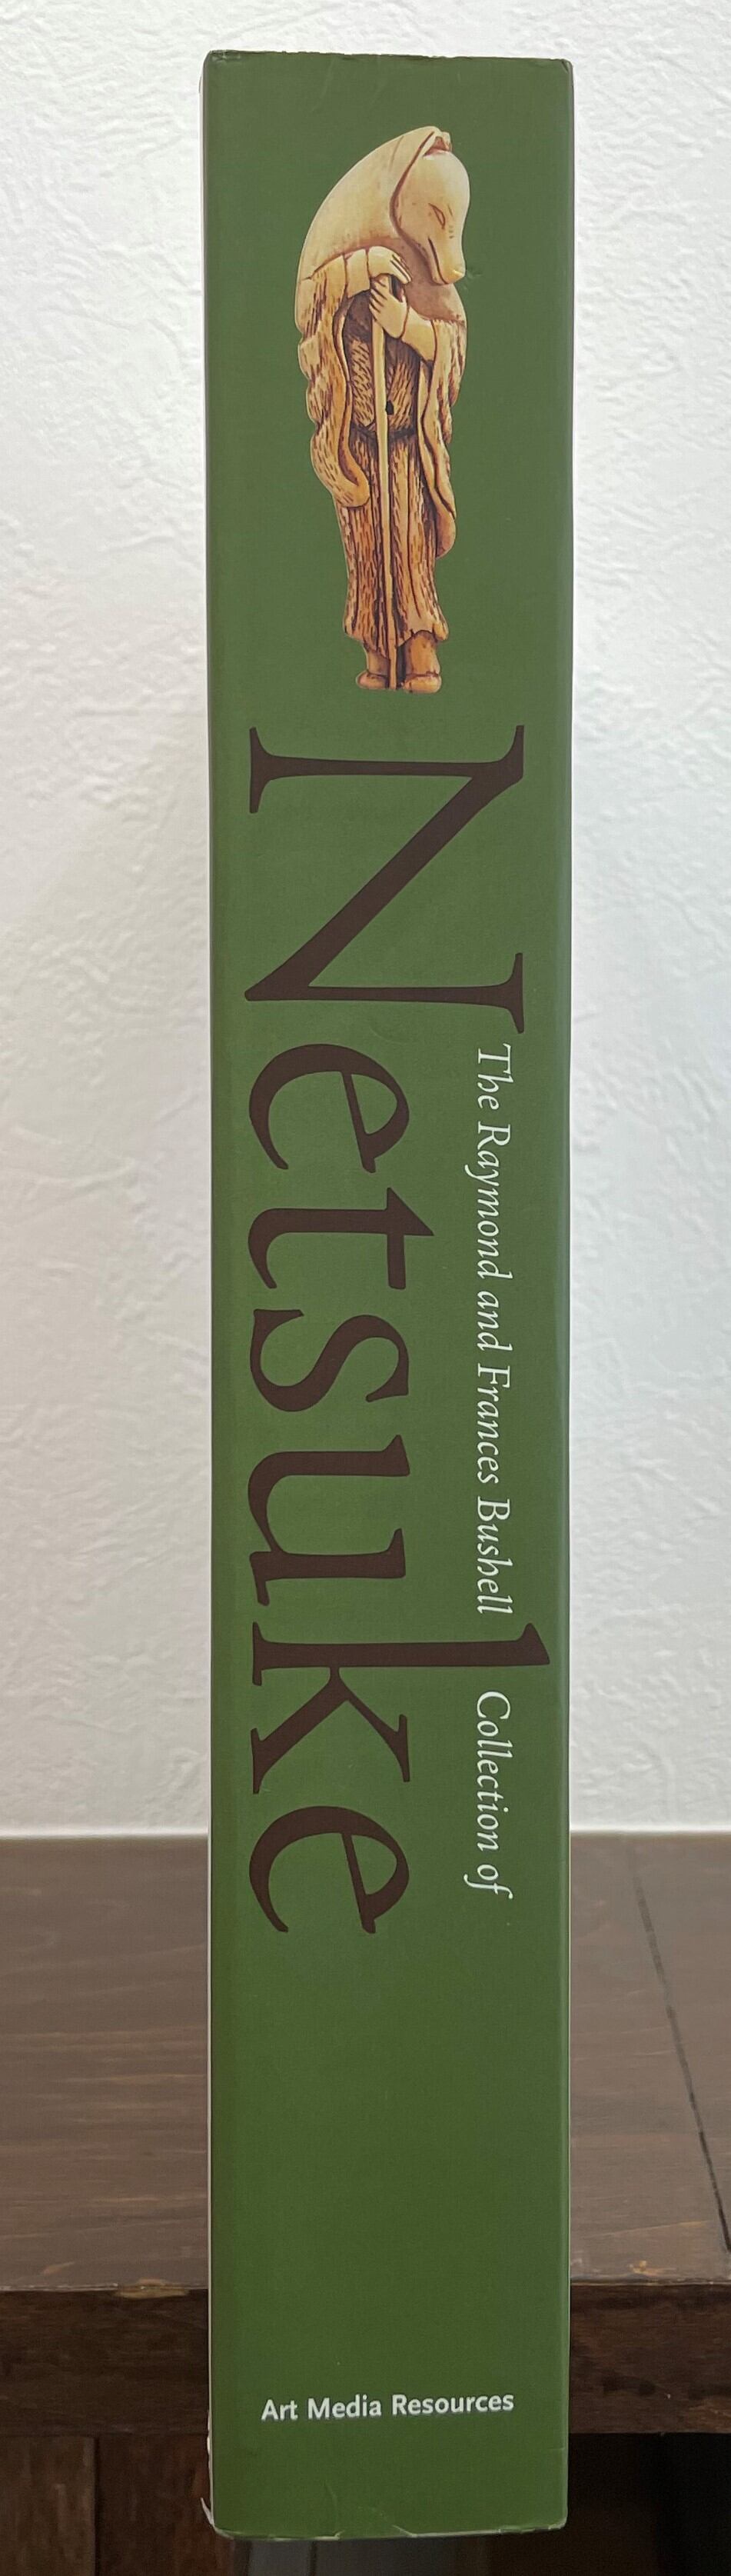 The Raymond and Frances Bushell Collection of
Netsuke
Art Media Resources